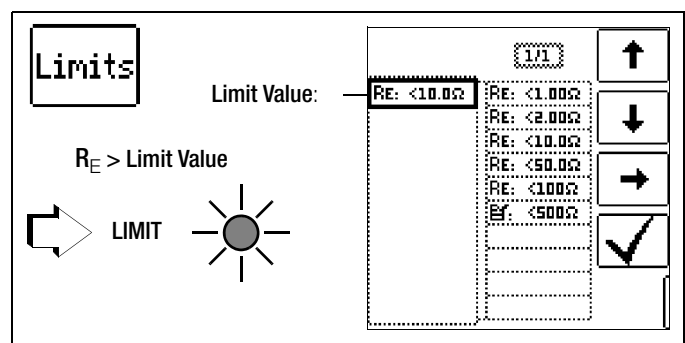 Limits
Limit Value:
R_E > Limit Value
LIMIT
1/1
RE: <10.0Ω
RE: <1.00Ω
RE: <2.00Ω
RE: <10.0Ω
RE: <50.0Ω
RE: <100Ω
: <500Ω